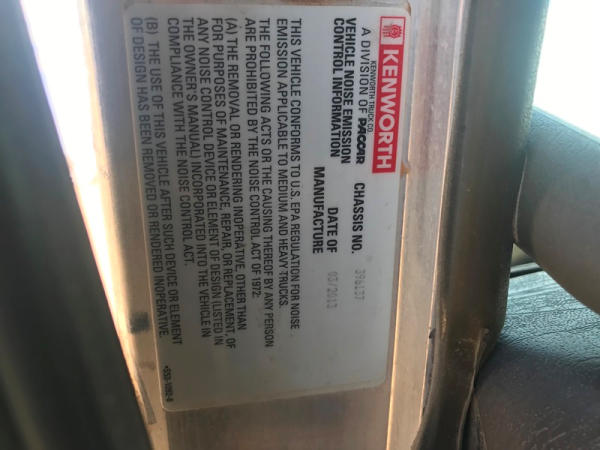 KENWORTH
KENWORTH TRUCK CO.
A DIVISION OF PACCAR
VEHICLE NOISE EMISSION
CONTROL INFORMATION
CHASSIS NO. 396137
DATE OF
MANUFACTURE 03/2013
THIS VEHICLE CONFORMS TO U.S. EPA REGULATION FOR NOISE
EMISSION APPLICABLE TO MEDIUM AND HEAVY TRUCKS.
THE FOLLOWING ACTS OR THE CAUSING THEREOF BY ANY PERSON
ARE PROHIBITED BY THE NOISE CONTROL ACT OF 1972:
(A) THE REMOVAL OR RENDERING INOPERATIVE, OTHER THAN
FOR PURPOSES OF MAINTENANCE, REPAIR, OR REPLACEMENT, OF
ANY NOISE CONTROL DEVICE OR ELEMENT OF DESIGN (LISTED IN
THE OWNER'S MANUAL) INCORPORATED INTO THE VEHICLE IN
COMPLIANCE WITH THE NOISE CONTROL ACT.
(B) THE USE OF THIS VEHICLE AFTER SUCH DEVICE OR ELEMENT
OF DESIGN HAS BEEN REMOVED OR RENDERED INOPERATIVE.